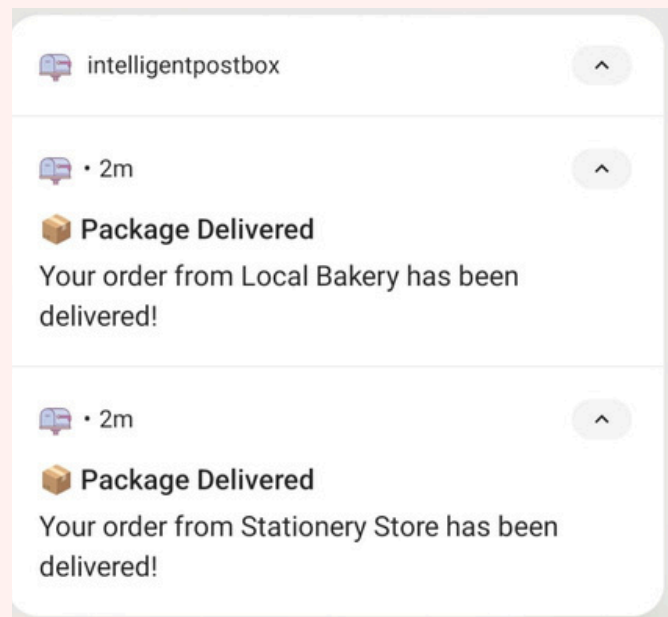 intelligentpostbox
• 2m
📦 Package Delivered
Your order from Local Bakery has been
delivered!
• 2m
📦 Package Delivered
Your order from Stationery Store has been
delivered!